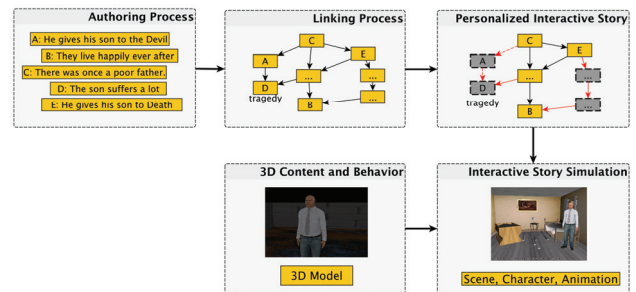 Authoring Process
A: He gives his son to the Devil
B: They live happily ever after
C: There was once a poor father.
D: The son suffers a lot
E: He gives his son to Death
Linking Process
C
E
A
...
...
D
tragedy
B
...
Personalized Interactive Story
C
E
A
...
...
D
tragedy
B
...
3D Content and Behavior
3D Model
Interactive Story Simulation
Scene, Character, Animation